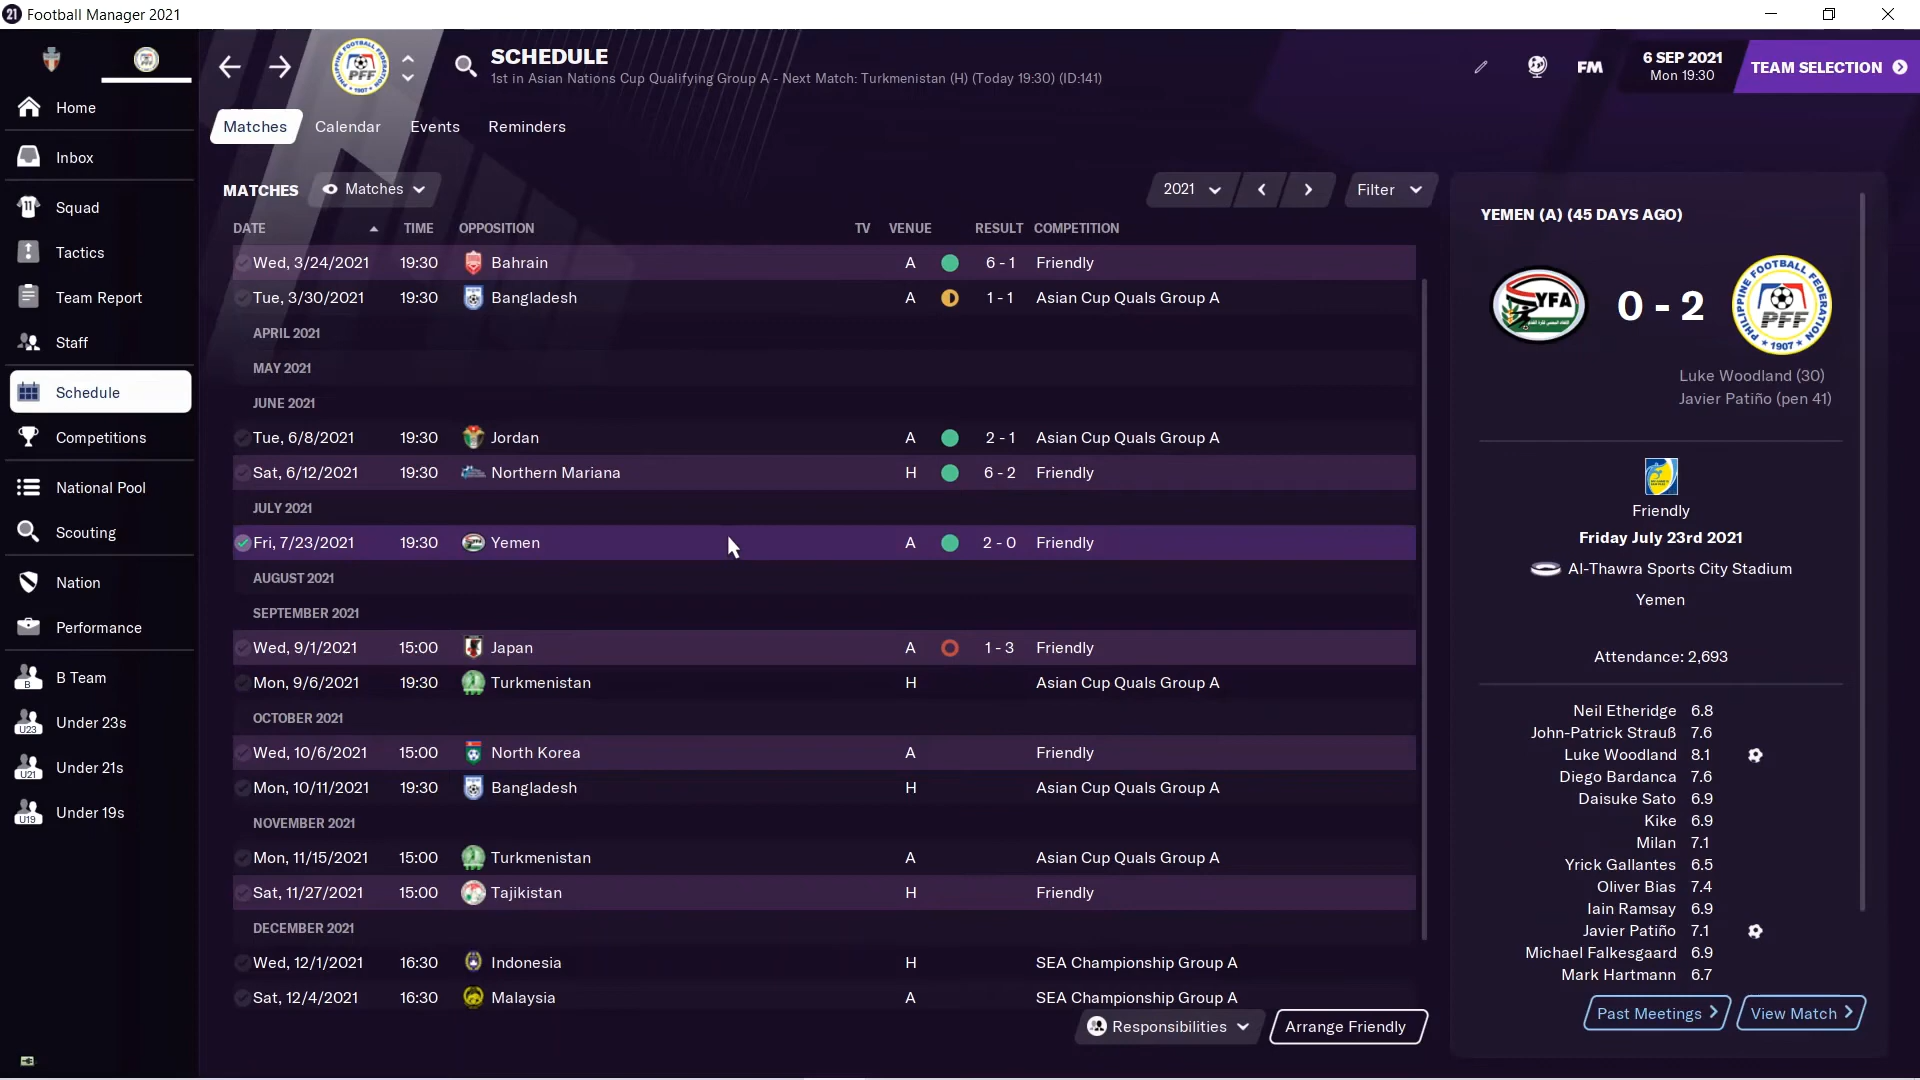 21 Football Manager 2021
SCHEDULE
1st in Asian Nations Cup Qualifying Group A - Next Match: Turkmenistan (H) (Today 19:30) (ID:141)
FM
6 SEP 2021
Mon 19:30
TEAM SELECTION
Home
Inbox
Squad
Tactics
Team Report
Staff
Schedule
Competitions
National Pool
Scouting
Nation
Performance
B
B Team
U23
Under 23s
U21
Under 21s
U19
Under 19s
Matches Calendar Events Reminders
MATCHES Matches 2021 Filter
DATE TIME OPPOSITION TV VENUE RESULT COMPETITION
Wed, 3/24/2021 19:30 Bahrain A 6 - 1 Friendly
Tue, 3/30/2021 19:30 Bangladesh A 1 - 1 Asian Cup Quals Group A
APRIL 2021
MAY 2021
JUNE 2021
Tue, 6/8/2021 19:30 Jordan A 2 - 1 Asian Cup Quals Group A
Sat, 6/12/2021 19:30 Northern Mariana H 6 - 2 Friendly
JULY 2021
Fri, 7/23/2021 19:30 Yemen A 2 - 0 Friendly
AUGUST 2021
SEPTEMBER 2021
Wed, 9/1/2021 15:00 Japan A 1 - 3 Friendly
Mon, 9/6/2021 19:30 Turkmenistan H Asian Cup Quals Group A
OCTOBER 2021
Wed, 10/6/2021 15:00 North Korea A Friendly
Mon, 10/11/2021 19:30 Bangladesh H Asian Cup Quals Group A
NOVEMBER 2021
Mon, 11/15/2021 15:00 Turkmenistan A Asian Cup Quals Group A
Sat, 11/27/2021 15:00 Tajikistan H Friendly
DECEMBER 2021
Wed, 12/1/2021 16:30 Indonesia H SEA Championship Group A
Sat, 12/4/2021 16:30 Malaysia A SEA Championship Group A
Responsibilities Arrange Friendly
YEMEN (A) (45 DAYS AGO)
YFA
0 - 2
PHILIPPINE FOOTBALL FEDERATION
PFF
1907
Luke Woodland (30)
Javier Patiño (pen 41)
Friendly
Friday July 23rd 2021
Al-Thawra Sports City Stadium
Yemen
Attendance: 2,693
Neil Etheridge 6.8
John-Patrick Strauß 7.6
Luke Woodland 8.1
Diego Bardanca 7.6
Daisuke Sato 6.9
Kike 6.9
Milan 7.1
Yrick Gallantes 6.5
Oliver Bias 7.4
Iain Ramsay 6.9
Javier Patiño 7.1
Michael Falkesgaard 6.9
Mark Hartmann 6.7
Past Meetings View Match